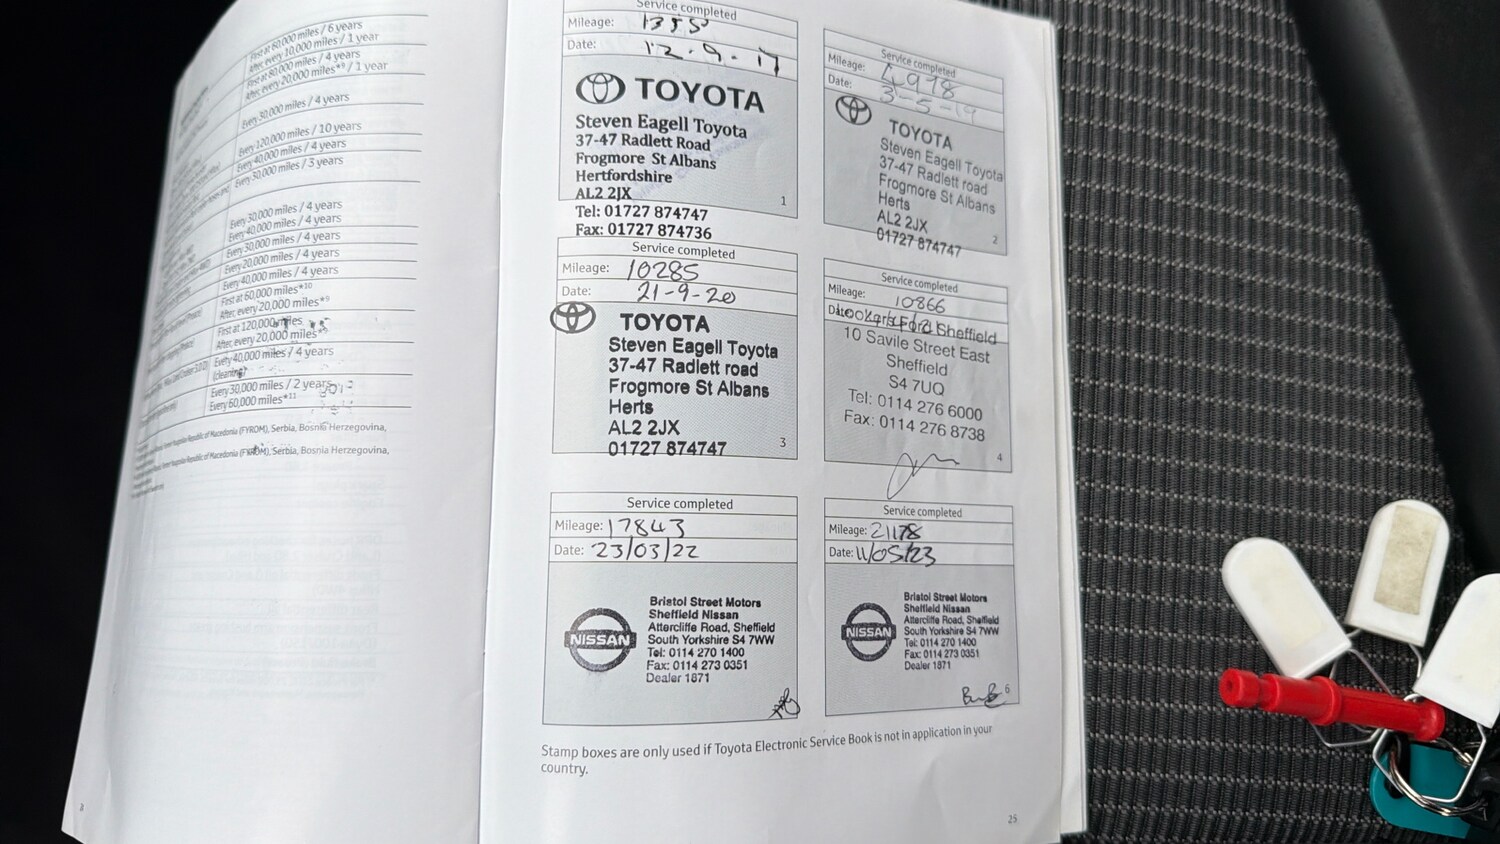 First at 60,000 miles / 6 years
After, every 10,000 miles / 1 year
First at 80,000 miles / 4 years
After, every 20,000 miles*⁹ / 1 year
Every 30,000 miles / 4 years
Every 120,000 miles / 10 years
Every 40,000 miles / 4 years
Every 30,000 miles / 3 years
Every 30,000 miles / 4 years
Every 40,000 miles / 4 years
Every 30,000 miles / 4 years
Every 20,000 miles / 4 years
Every 40,000 miles / 4 years
First at 60,000 miles*¹⁰
After, every 20,000 miles*⁹
First at 120,000 miles
After, every 20,000 miles*⁹
Every 40,000 miles / 4 years
(cleaning)
Every 30,000 miles / 2 years
Every 60,000 miles*¹¹
Republic of Macedonia (FYROM), Serbia, Bosnia Herzegovina,
Republic of Macedonia (FYROM), Serbia, Bosnia Herzegovina,
Service completed
Mileage: 1355
Date: 12-9-17
TOYOTA
Steven Eagell Toyota
37-47 Radlett Road
Frogmore St Albans
Hertfordshire
AL2 2JX
1
Tel: 01727 874747
Fax: 01727 874736
Service completed
Mileage: 4978
Date: 3-5-19
TOYOTA
Steven Eagell Toyota
37-47 Radlett road
Frogmore St Albans
Herts
AL2 2JX
01727 874747
2
Service completed
Mileage: 10285
Date: 21-9-20
TOYOTA
Steven Eagell Toyota
37-47 Radlett road
Frogmore St Albans
Herts
AL2 2JX
01727 874747
3
Service completed
Mileage: 10866
Date:
Ford Sheffield
10 Savile Street East
Sheffield
S4 7UQ
Tel: 0114 276 6000
Fax: 0114 276 8738
4
Service completed
Mileage: 17843
Date: 23/03/22
NISSAN
Bristol Street Motors
Sheffield Nissan
Attercliffe Road, Sheffield
South Yorkshire S4 7WW
Tel: 0114 270 1400
Fax: 0114 273 0351
Dealer 1871
Service completed
Mileage: 21178
Date: 11/05/23
NISSAN
Bristol Street Motors
Sheffield Nissan
Attercliffe Road, Sheffield
South Yorkshire S4 7WW
Tel: 0114 270 1400
Fax: 0114 273 0351
Dealer 1871
6
Stamp boxes are only used if Toyota Electronic Service Book is not in application in your
country.
25